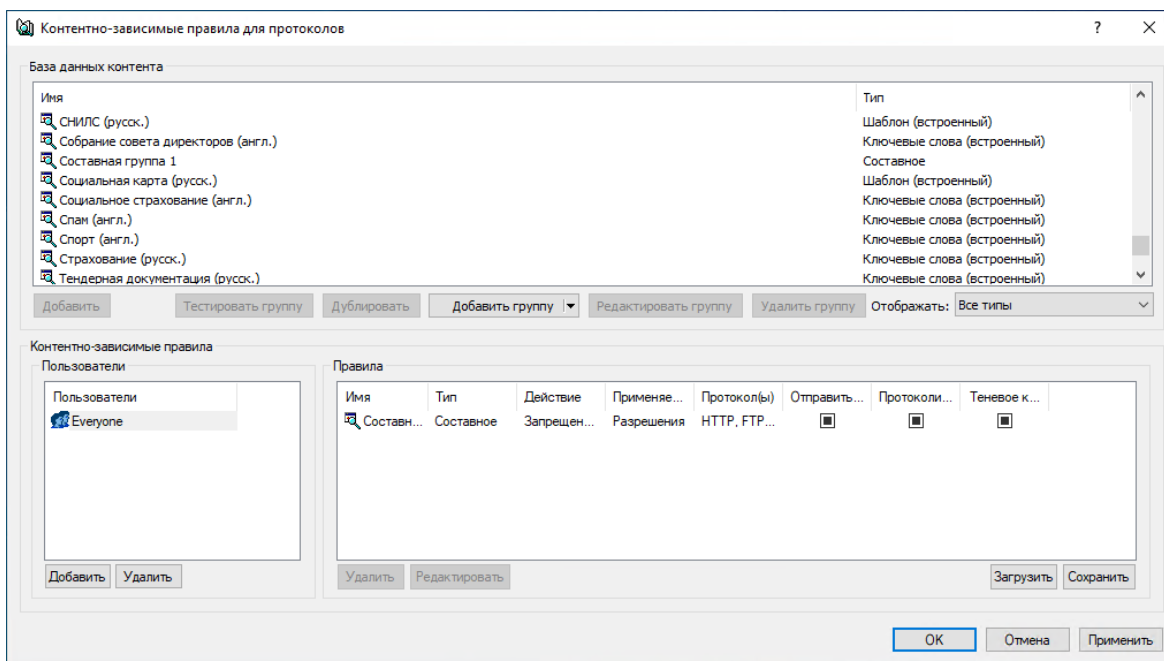 Контентно-зависимые правила для протоколов ?
База данных контента
Имя Тип
СНИЛС (русск.) Шаблон (встроенный)
Собрание совета директоров (англ.) Ключевые слова (встроенный)
Составная группа 1 Составное
Социальная карта (русск.) Шаблон (встроенный)
Социальное страхование (англ.) Ключевые слова (встроенный)
Спам (англ.) Ключевые слова (встроенный)
Спорт (англ.) Ключевые слова (встроенный)
Страхование (русск.) Ключевые слова (встроенный)
Тендерная документация (русск.) Ключевые слова (встроенный)
Добавить Тестировать группу Дублировать Добавить группу Редактировать группу Удалить группу Отображать: Все типы
Контентно-зависимые правила
Пользователи Правила
Пользователи Имя Тип Действие Применяе... Протокол(ы) Отправить... Протоколи... Теневое к...
Everyone Составн... Составное Запрещен... Разрешения HTTP, FTP...
Добавить Удалить Удалить Редактировать Загрузить Сохранить
OK Отмена Применить